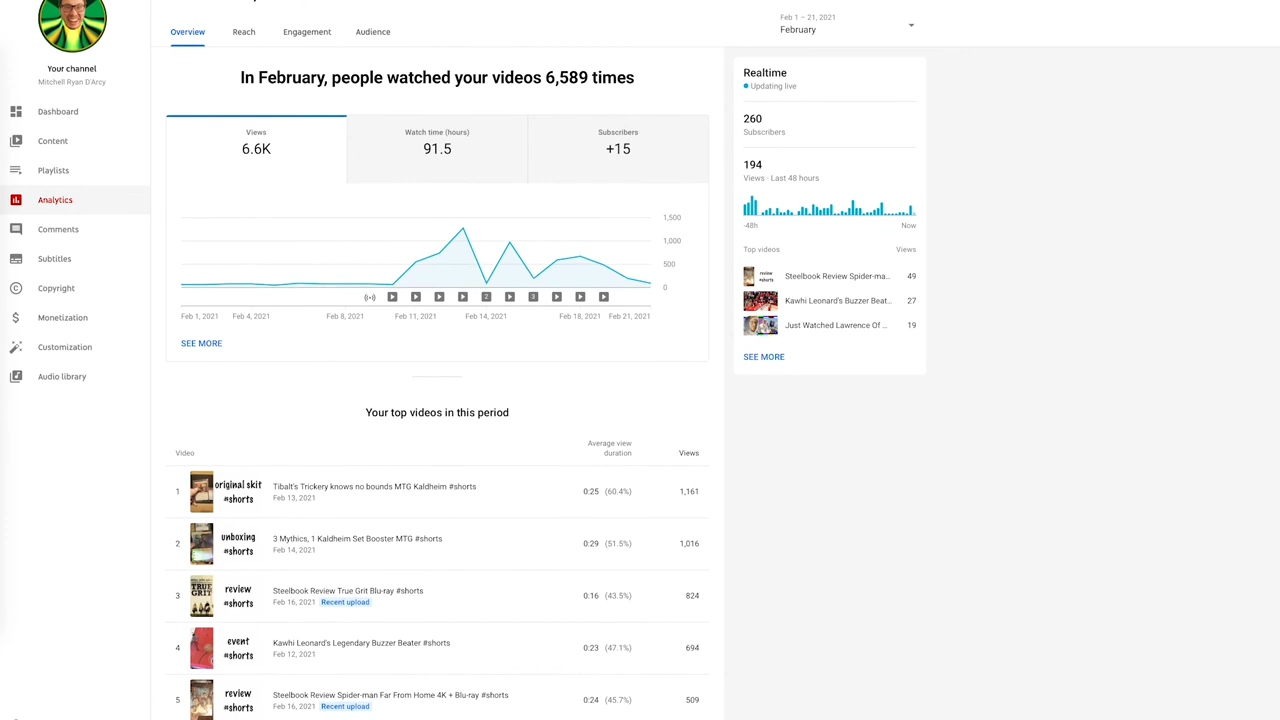 Your channel
Mitchell Ryan D'Arcy
Dashboard
Content
Playlists
Analytics
Comments
Subtitles
Copyright
Monetization
Customization
Audio library
Overview Reach Engagement Audience
Feb 1 – 21, 2021
February
In February, people watched your videos 6,589 times
Views
6.6K
Watch time (hours)
91.5
Subscribers
+15
1,500
1,000
500
0
2 3
Feb 1, 2021 Feb 4, 2021 Feb 8, 2021 Feb 11, 2021 Feb 14, 2021 Feb 18, 2021 Feb 21, 2021
SEE MORE
Your top videos in this period
Video Average view duration Views
1 original skit #shorts Tibalt's Trickery knows no bounds MTG Kaldheim #shorts
Feb 13, 2021 0:25 (60.4%) 1,161
2 unboxing #shorts 3 Mythics, 1 Kaldheim Set Booster MTG #shorts
Feb 14, 2021 0:29 (51.5%) 1,016
3 TRUE GRIT review #shorts Steelbook Review True Grit Blu-ray #shorts
Feb 16, 2021 Recent upload 0:16 (43.5%) 824
4 event #shorts Kawhi Leonard's Legendary Buzzer Beater #shorts
Feb 12, 2021 0:23 (47.1%) 694
5 review #shorts Steelbook Review Spider-man Far From Home 4K + Blu-ray #shorts
Feb 16, 2021 Recent upload 0:24 (45.7%) 509
Realtime
Updating live
260
Subscribers
194
Views · Last 48 hours
-48h Now
Top videos Views
review #shorts Steelbook Review Spider-ma... 49
Kawhi Leonard's Buzzer Beat... 27
Just Watched Lawrence Of ... 19
SEE MORE